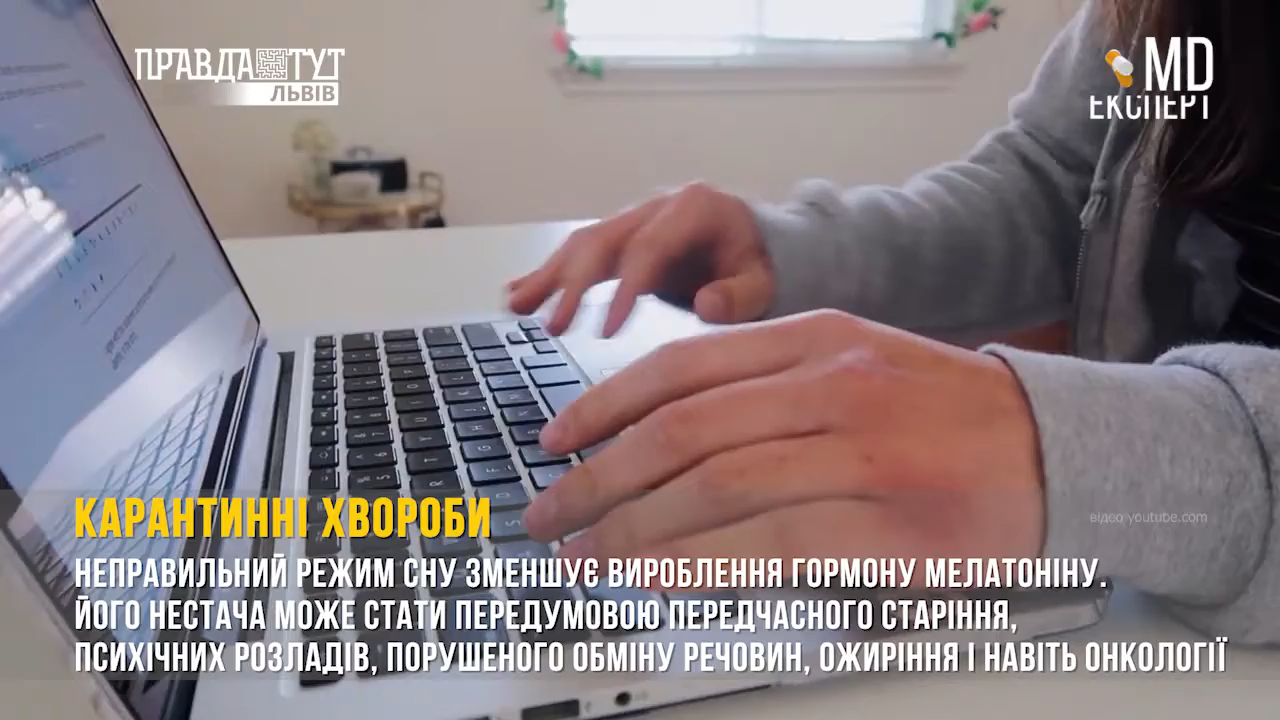 ПРАВДА ТУТ
ЛЬВІВ
MD
ЕКСПЕРТ
КАРАНТИННІ ХВОРОБИ
відео youtube.com
НЕПРАВИЛЬНИЙ РЕЖИМ СНУ ЗМЕНШУЄ ВИРОБЛЕННЯ ГОРМОНУ МЕЛАТОНІНУ.
ЙОГО НЕСТАЧА МОЖЕ СТАТИ ПЕРЕДУМОВОЮ ПЕРЕДЧАСНОГО СТАРІННЯ,
ПСИХІЧНИХ РОЗЛАДІВ, ПОРУШЕНОГО ОБМІНУ РЕЧОВИН, ОЖИРІННЯ І НАВІТЬ ОНКОЛОГІЇ